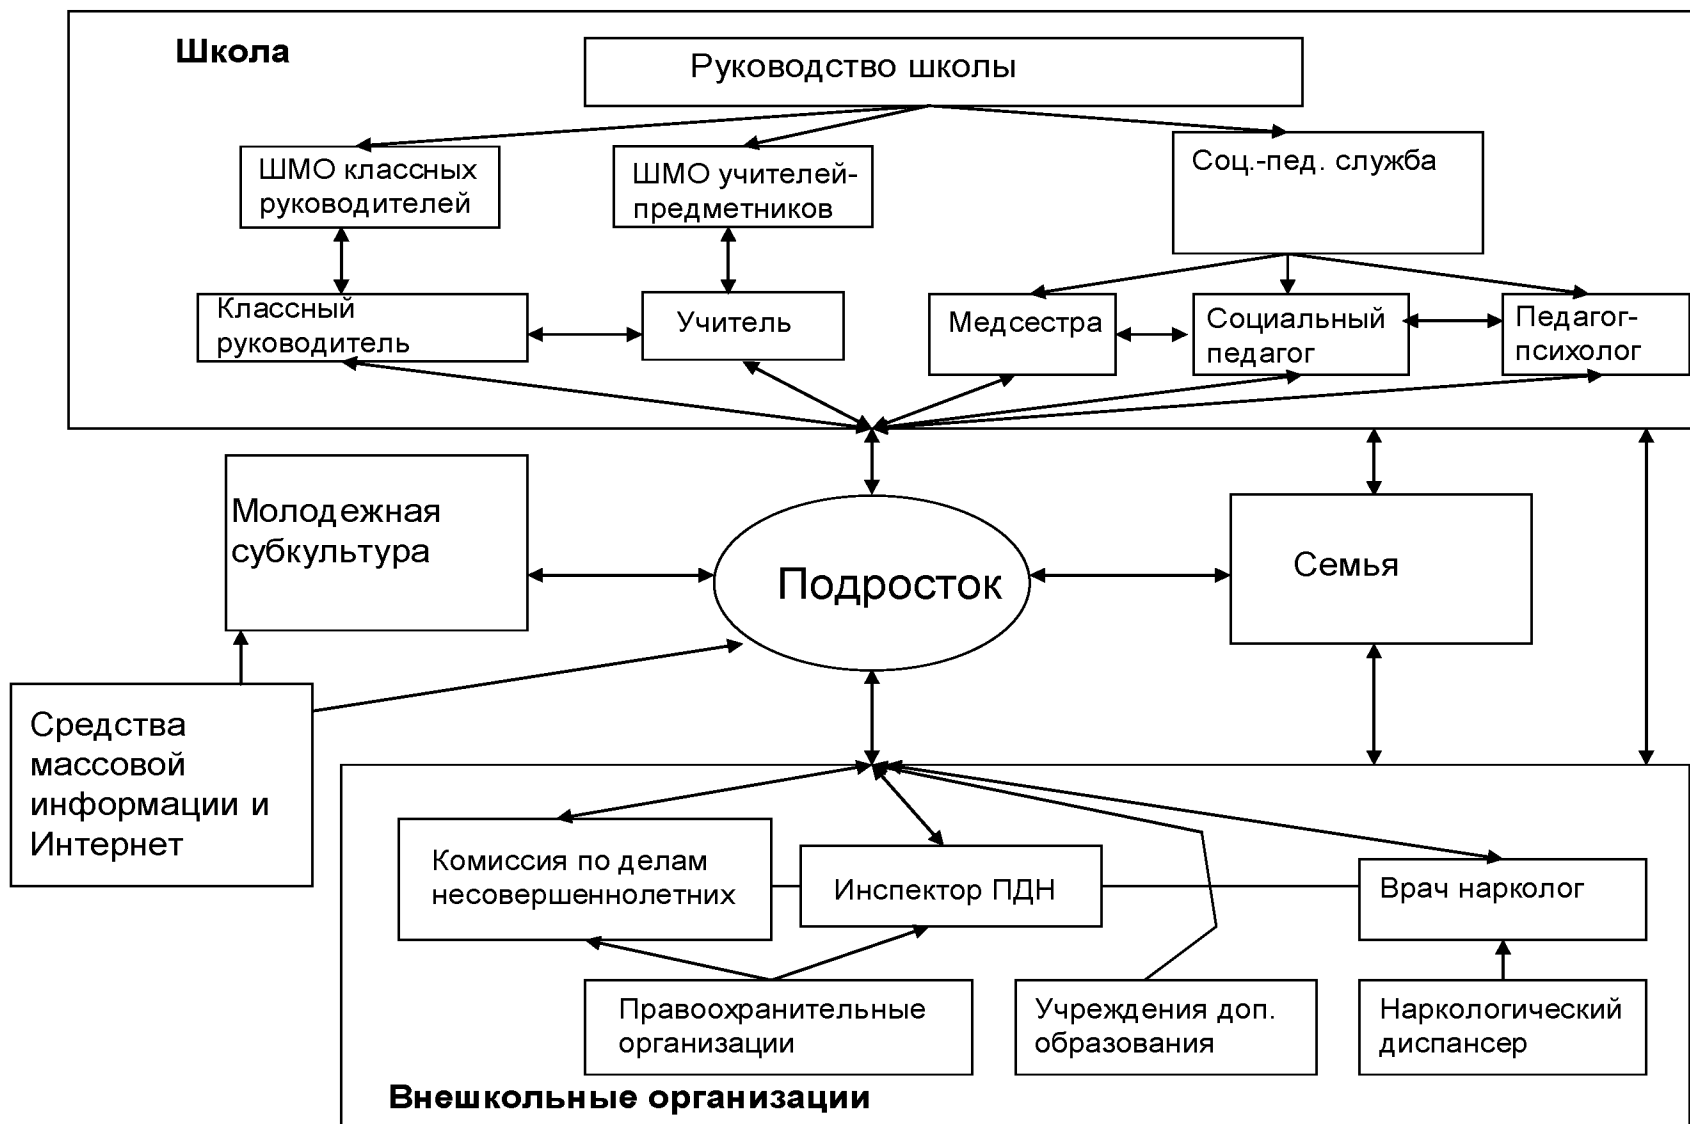 Школа
Руководство школы
ШМО классных
руководителей
ШМО учителей-
предметников
Соц.-пед. служба
Классный
руководитель
Учитель
Медсестра
Социальный
педагог
Педагог-
психолог
Молодежная
субкультура
Подросток
Семья
Средства
массовой
информации и
Интернет
Комиссия по делам
несовершеннолетних
Инспектор ПДН
Врач нарколог
Правоохранительные
организации
Учреждения доп.
образования
Наркологический
диспансер
Внешкольные организации